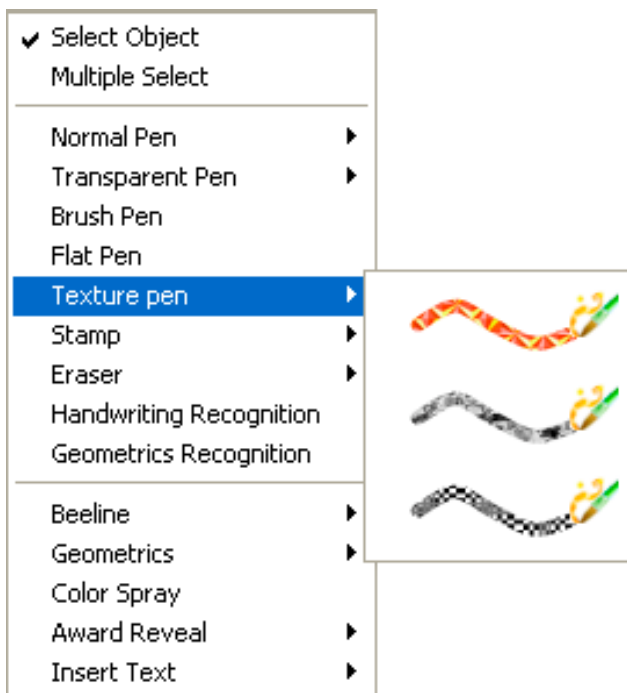 Select Object
Multiple Select
Normal Pen
Transparent Pen
Brush Pen
Flat Pen
Texture pen
Stamp
Eraser
Handwriting Recognition
Geometrics Recognition
Beeline
Geometrics
Color Spray
Award Reveal
Insert Text